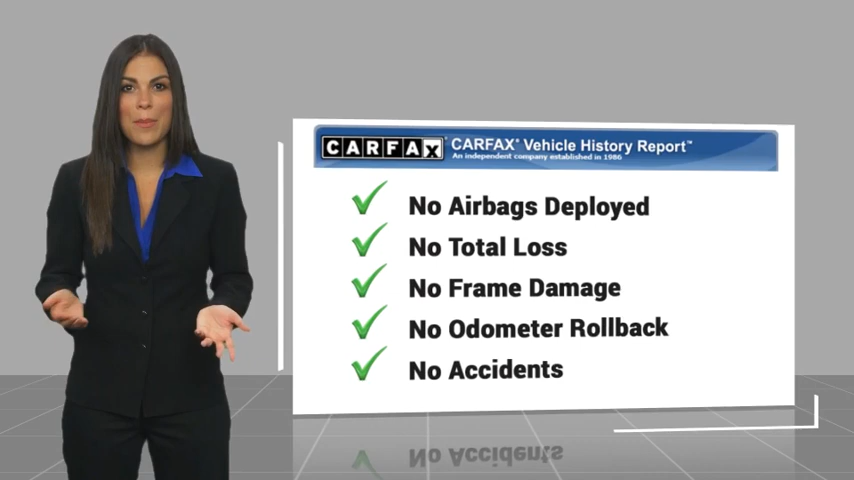 CARFAX CARFAX® Vehicle History Report™
An independent company established in 1986
No Airbags Deployed
No Total Loss
No Frame Damage
No Odometer Rollback
No Accidents
No Accidents